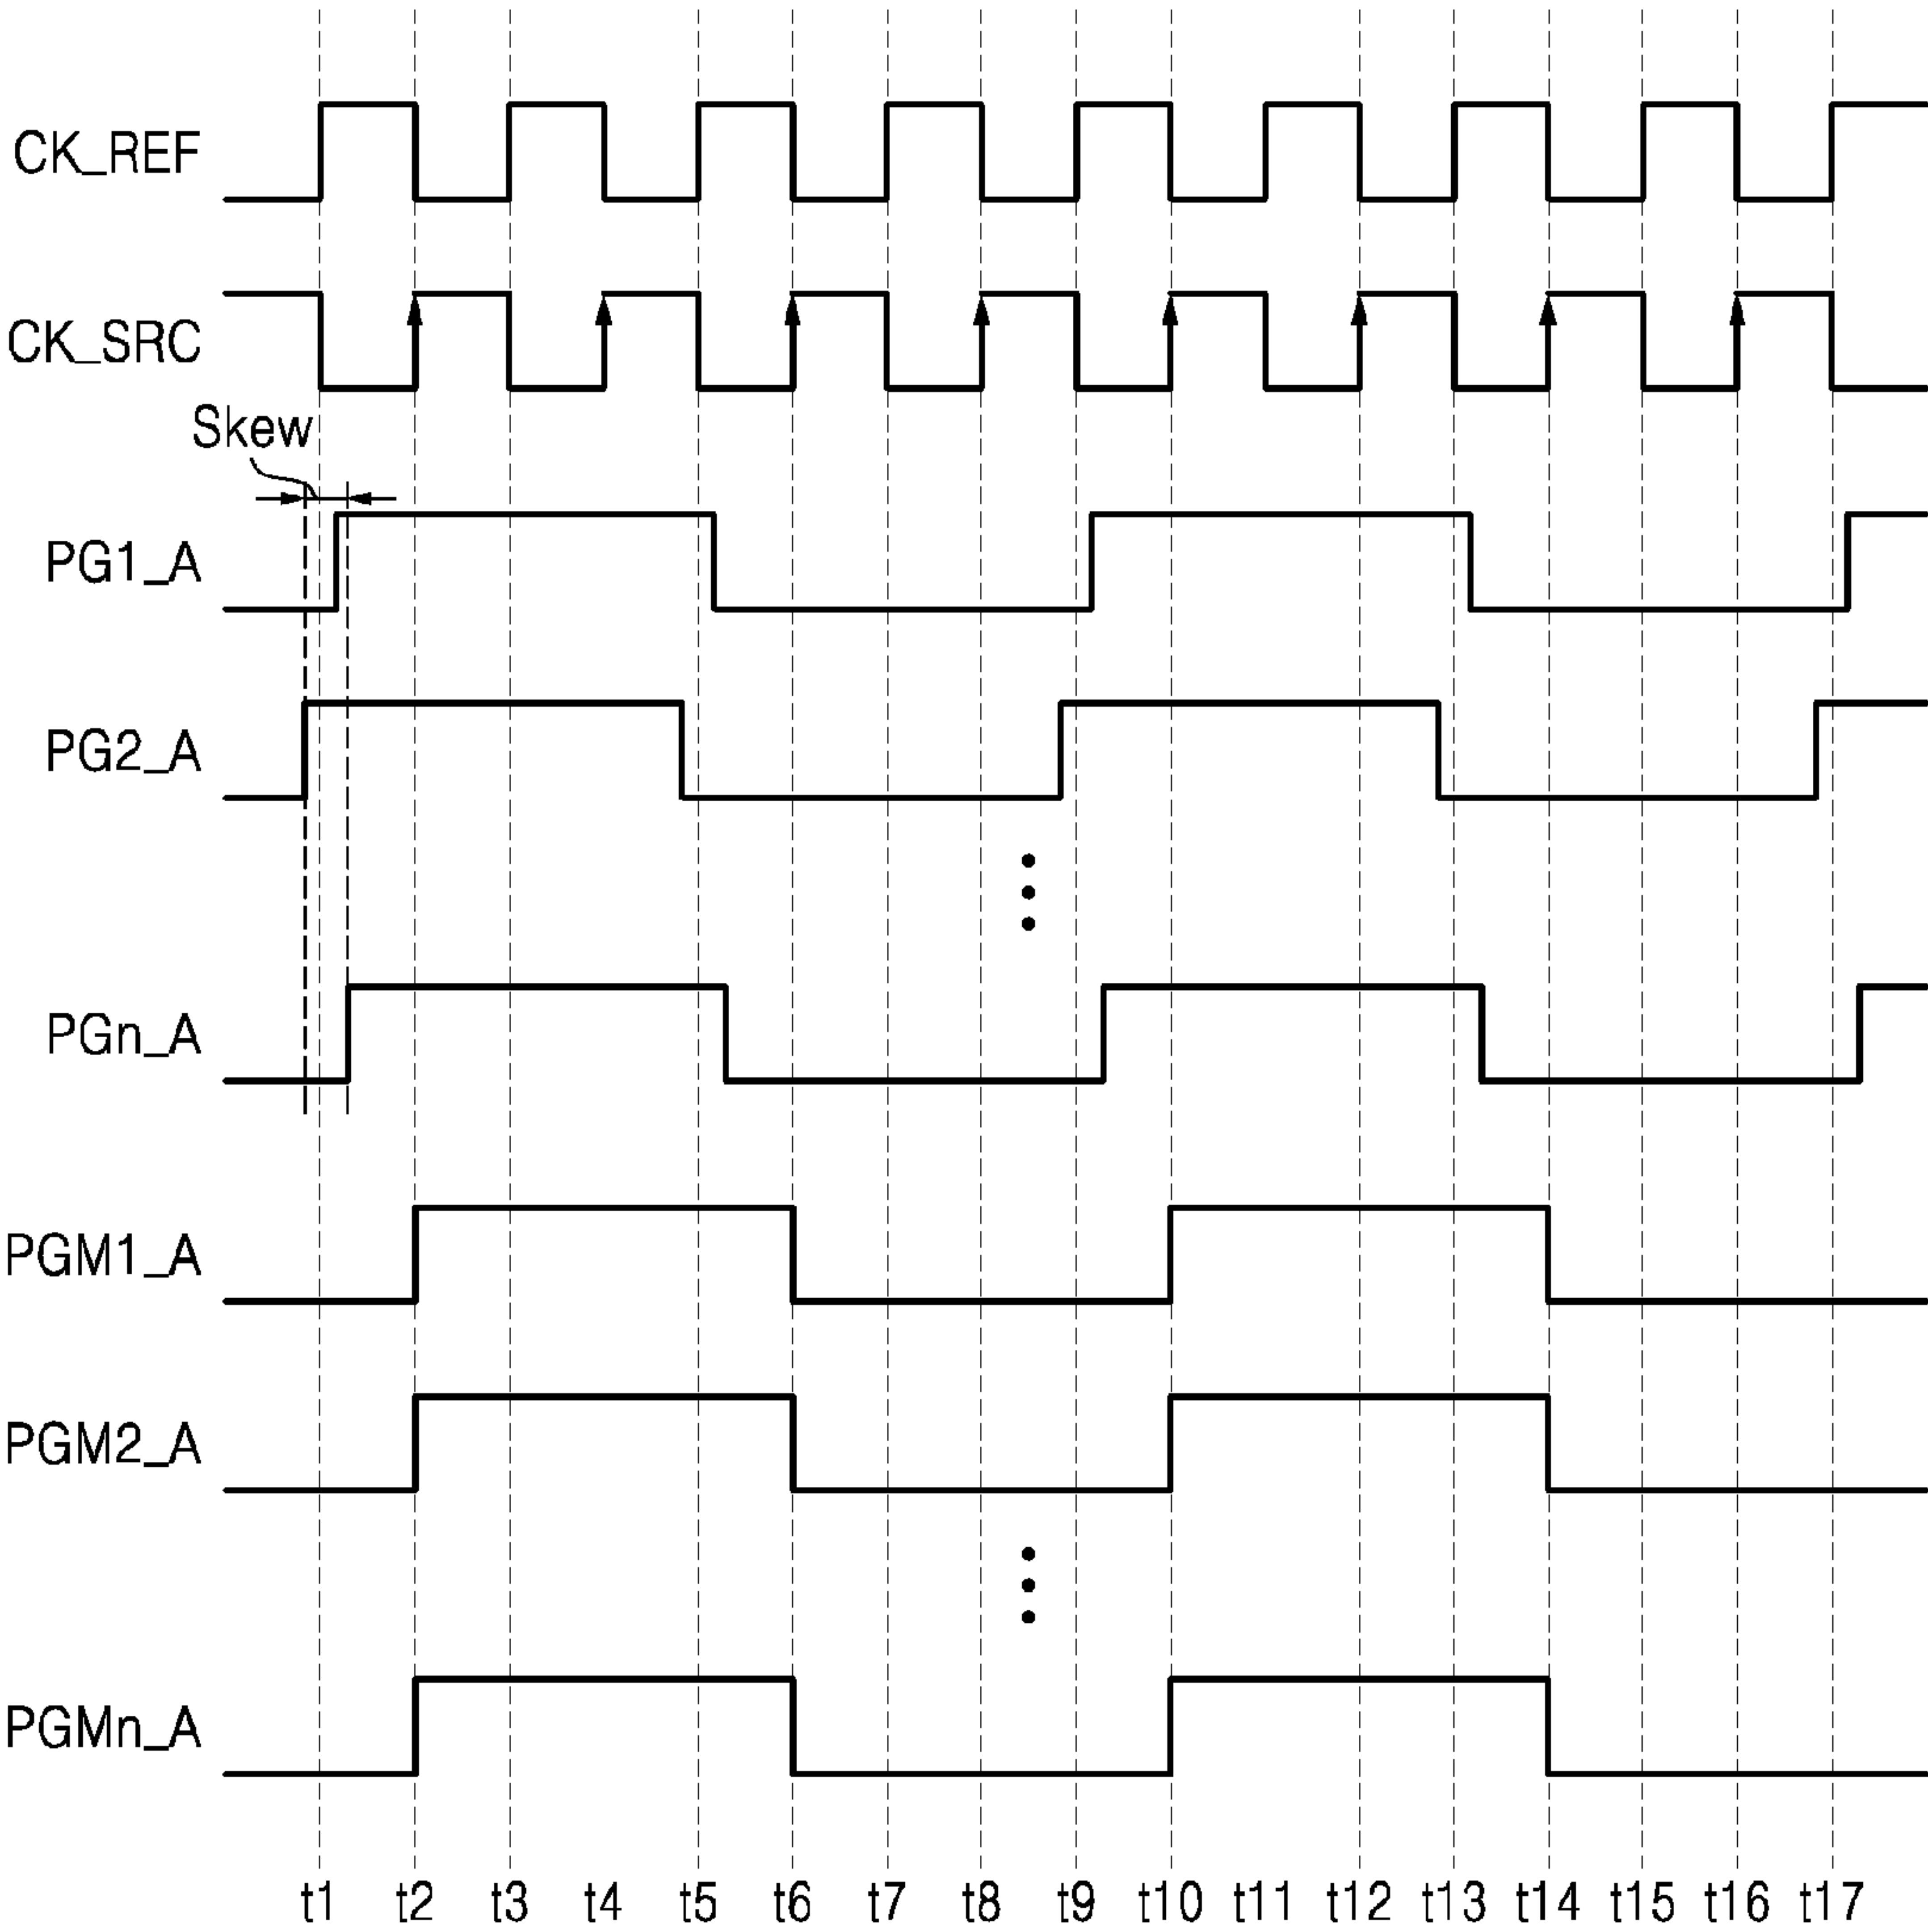 CK_REF
CK_SRC
Skew
PG1_A
PG2_A
PGn_A
PGM1_A
PGM2_A
PGMn_A
t1 t2 t3 t4 t5 t6 t7 t8 t9 t10 t11 t12 t13 t14 t15 t16 t17